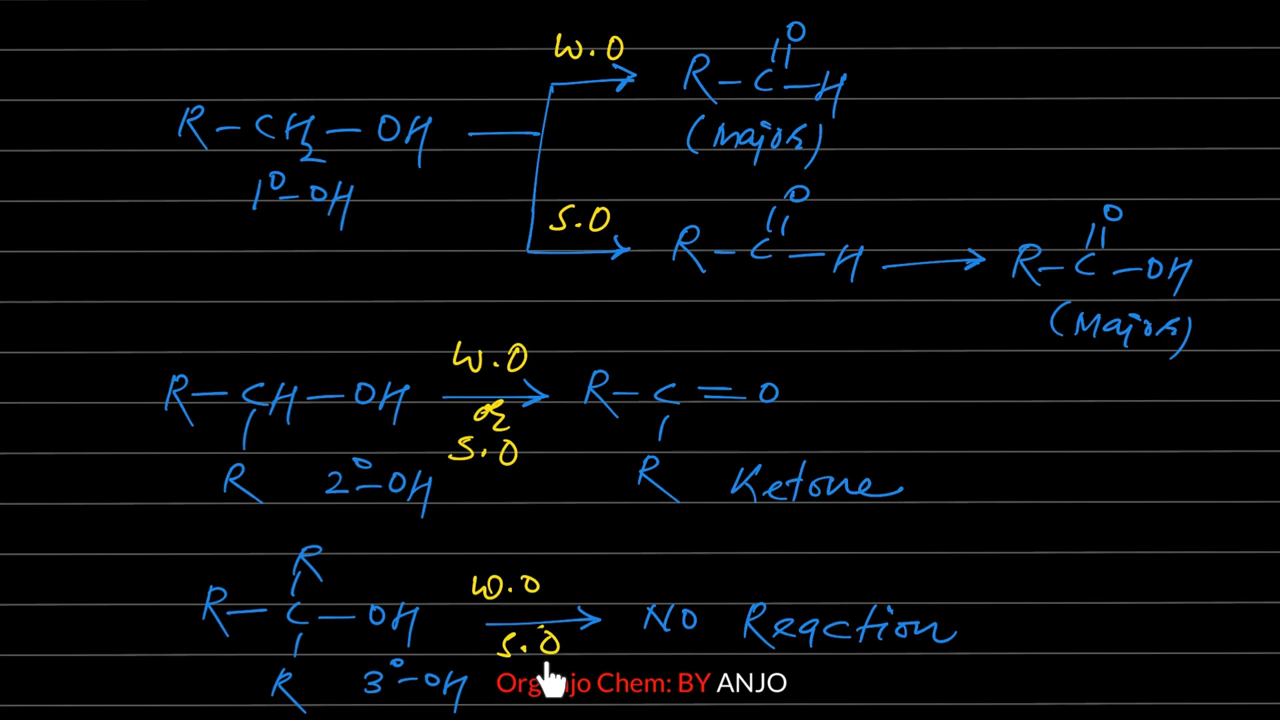 W.O
R-CH2-OH
1°-OH
R-C(=O)-H
(Major)
S.O
R-C(=O)-H → R-C(=O)-OH
(Major)
R-CH-OH
R
2°-OH
W.O
or
S.O
R-C=O
R
Ketone
R
R-C-OH
R
3°-OH
W.O
S.O
NO Reaction
Organjo Chem: BY ANJO